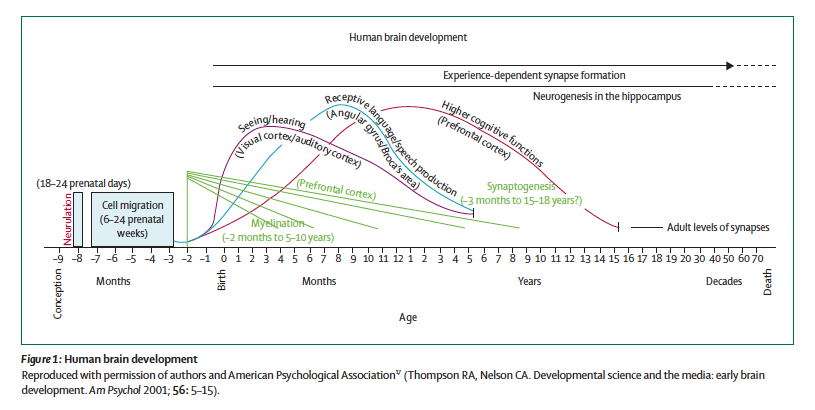 Human brain development
Experience-dependent synapse formation
Neurogenesis in the hippocampus
Seeing/hearing
(Visual cortex/auditory cortex)
Receptive language/speech production
(Angular gyrus/Broca's area)
Higher cognitive functions
(Prefrontal cortex)
(18–24 prenatal days)
Neurulation
Cell migration
(6–24 prenatal
weeks)
(Prefrontal cortex)
Myelination
(–2 months to 5–10 years)
Synaptogenesis
(–3 months to 15–18 years?)
Adult levels of synapses
–9 –8 –7 –6 –5 –4 –3 –2 –1 0 1 2 3 4 5 6 7 8 9 10 11 12 1 2 3 4 5 6 7 8 9 10 11 12 13 14 15 16 17 18 19 20 30 40 50 60 70
Conception
Months
Birth
Months
Years
Decades
Death
Age
Figure 1: Human brain development
Reproduced with permission of authors and American Psychological Association¹⁷ (Thompson RA, Nelson CA. Developmental science and the media: early brain
development. Am Psychol 2001; 56: 5–15).